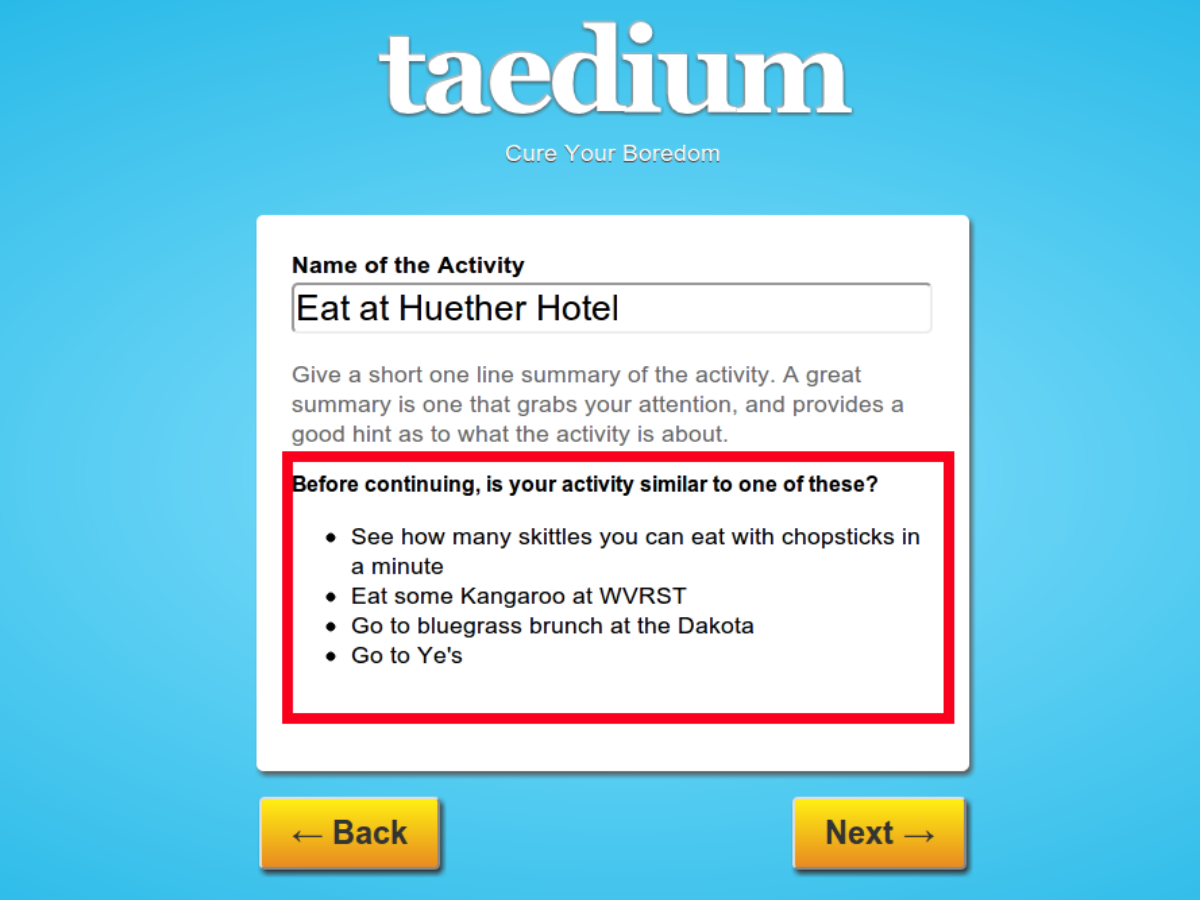 taedium
Cure Your Boredom
Name of the Activity
Eat at Huether Hotel
Give a short one line summary of the activity. A great
summary is one that grabs your attention, and provides a
good hint as to what the activity is about.
Before continuing, is your activity similar to one of these?
• See how many skittles you can eat with chopsticks in
a minute
• Eat some Kangaroo at WVRST
• Go to bluegrass brunch at the Dakota
• Go to Ye's
← Back
Next →